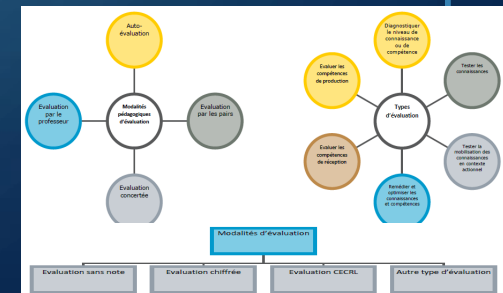 Auto-
évaluation
Evaluation
par le
professeur
Modalités
pédagogiques
d'évaluation
Evaluation
par les pairs
Evaluation
concertée
Diagnostiquer
le niveau de
connaissance
ou de
compétence
Evaluer les
compétences
de production
Tester les
connaissances
Types
d'évaluation
Evaluer les
compétences
de réception
Tester la
mobilisation des
connaissances
en contexte
actionnel
Remédier et
optimiser les
connaissances
et compétences
Modalités d'évaluation
Evaluation sans note
Evaluation chiffrée
Evaluation CECRL
Autre type d'évaluation